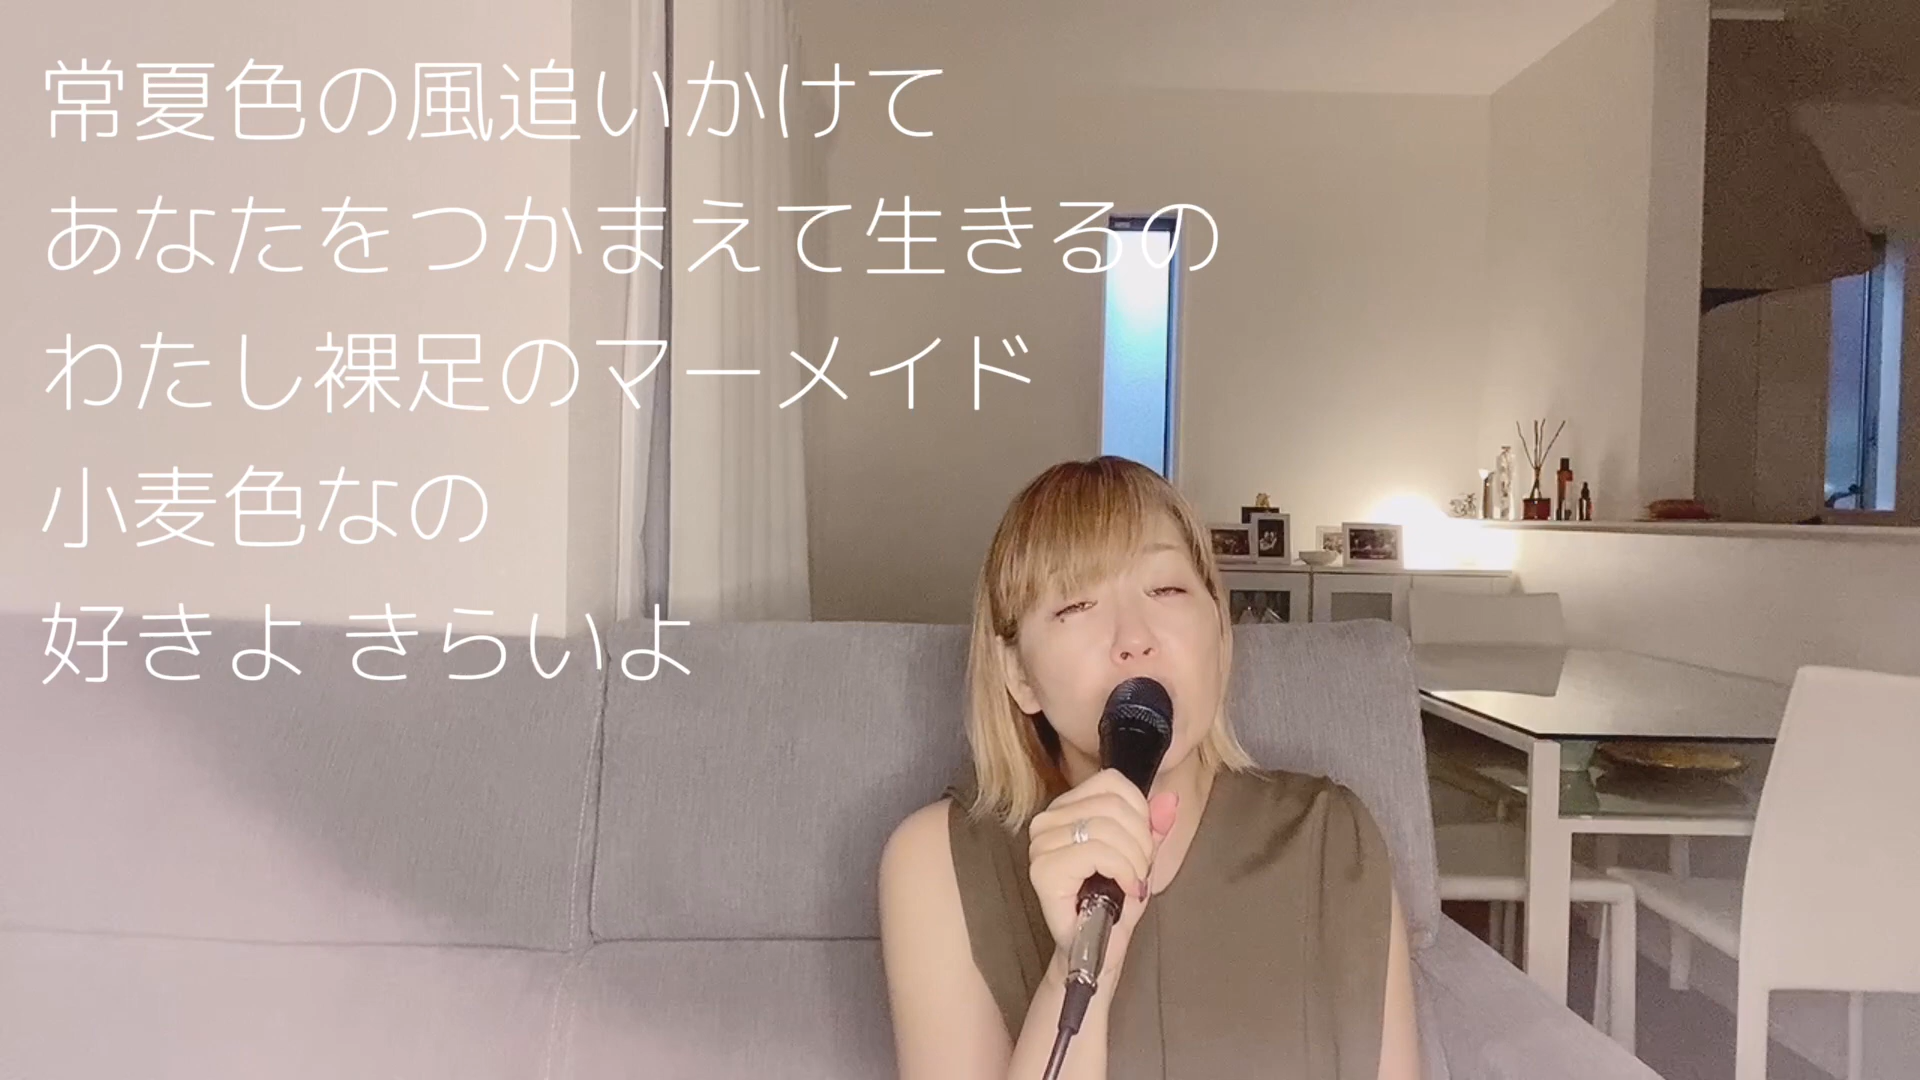 常夏色の風追いかけて
あなたをつかまえて生きるの
わたし裸足のマーメイド
小麦色なの
好きよ きらいよ